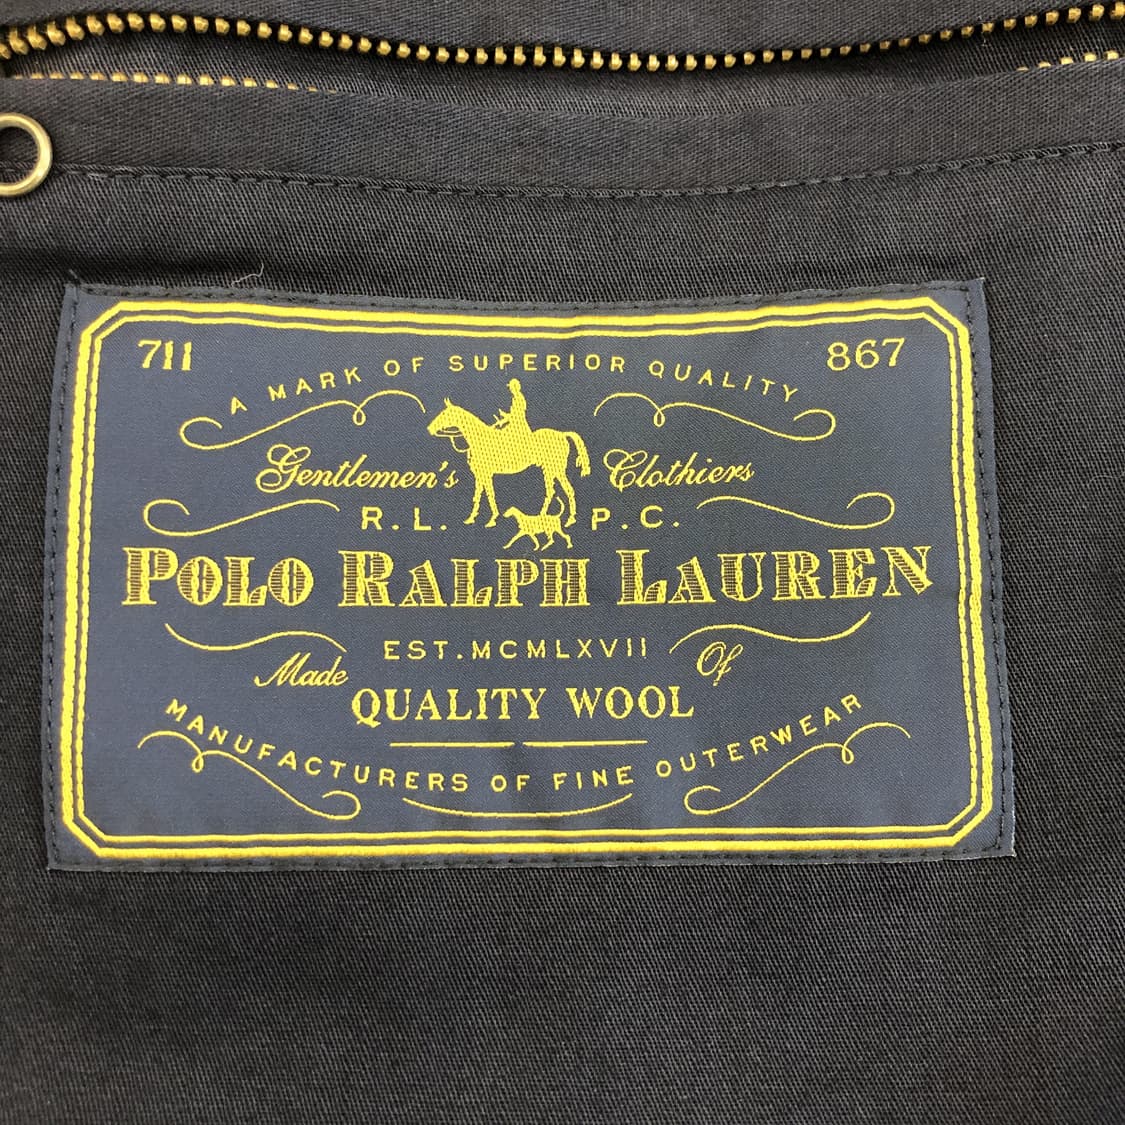 711 867
A MARK OF SUPERIOR QUALITY
Gentlemen's Clothiers
R.L. P.C.
POLO RALPH LAUREN
EST.MCMLXVII
Made Of
QUALITY WOOL
MANUFACTURERS OF FINE OUTERWEAR